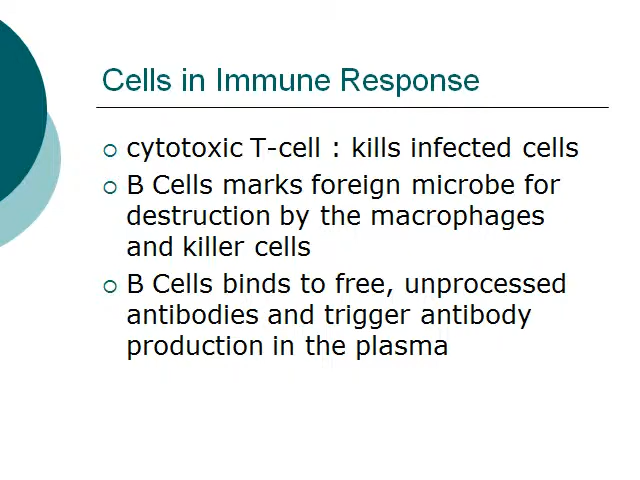 Cells in Immune Response
cytotoxic T-cell : kills infected cells
B Cells marks foreign microbe for
destruction by the macrophages
and killer cells
B Cells binds to free, unprocessed
antibodies and trigger antibody
production in the plasma